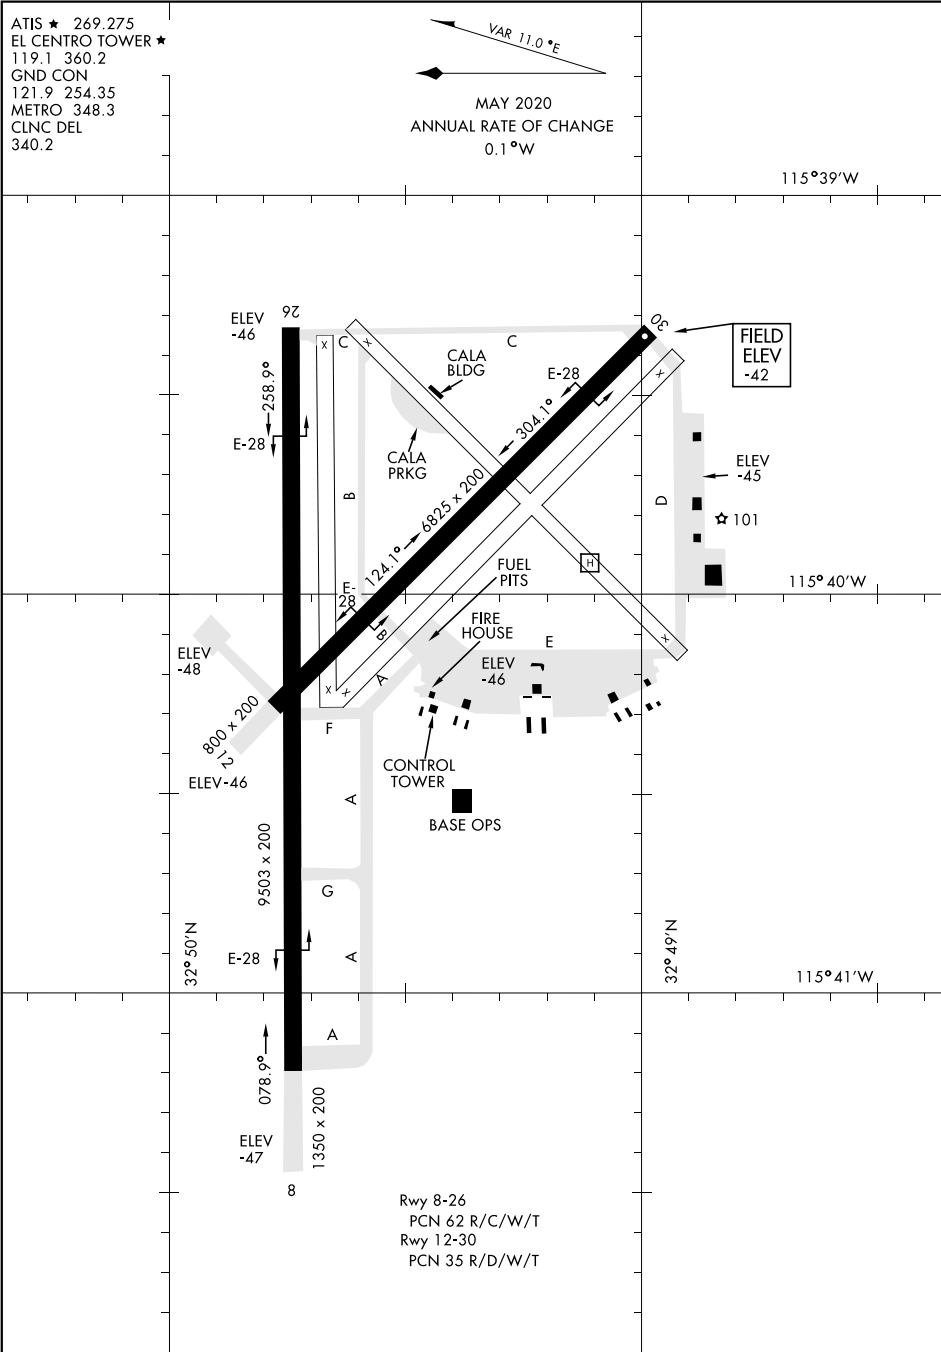 ATIS ★ 269.275
EL CENTRO TOWER ★
119.1 360.2
GND CON
121.9 254.35
METRO 348.3
CLNC DEL
340.2
VAR 11.0 °E
MAY 2020
ANNUAL RATE OF CHANGE
0.1°W
115°39'W
ELEV
-46
26
30
FIELD
ELEV
-42
x
C
x
C
CALA
BLDG
E-28
x
258.9°
304.1°
E-28
CALA
PRKG
ELEV
-45
B
6825 x 200
D
101
124.1°
FUEL
PITS
H
E-
28
115°40'W
FIRE
HOUSE
B
x
ELEV
-48
E
ELEV
-46
A
x
x
800 x 200
F
12
CONTROL
TOWER
ELEV-46
A
BASE OPS
9503 x 200
G
32°50'N
32°49'N
E-28
A
115°41'W
A
078.9°
1350 x 200
ELEV
-47
8
Rwy 8-26
PCN 62 R/C/W/T
Rwy 12-30
PCN 35 R/D/W/T